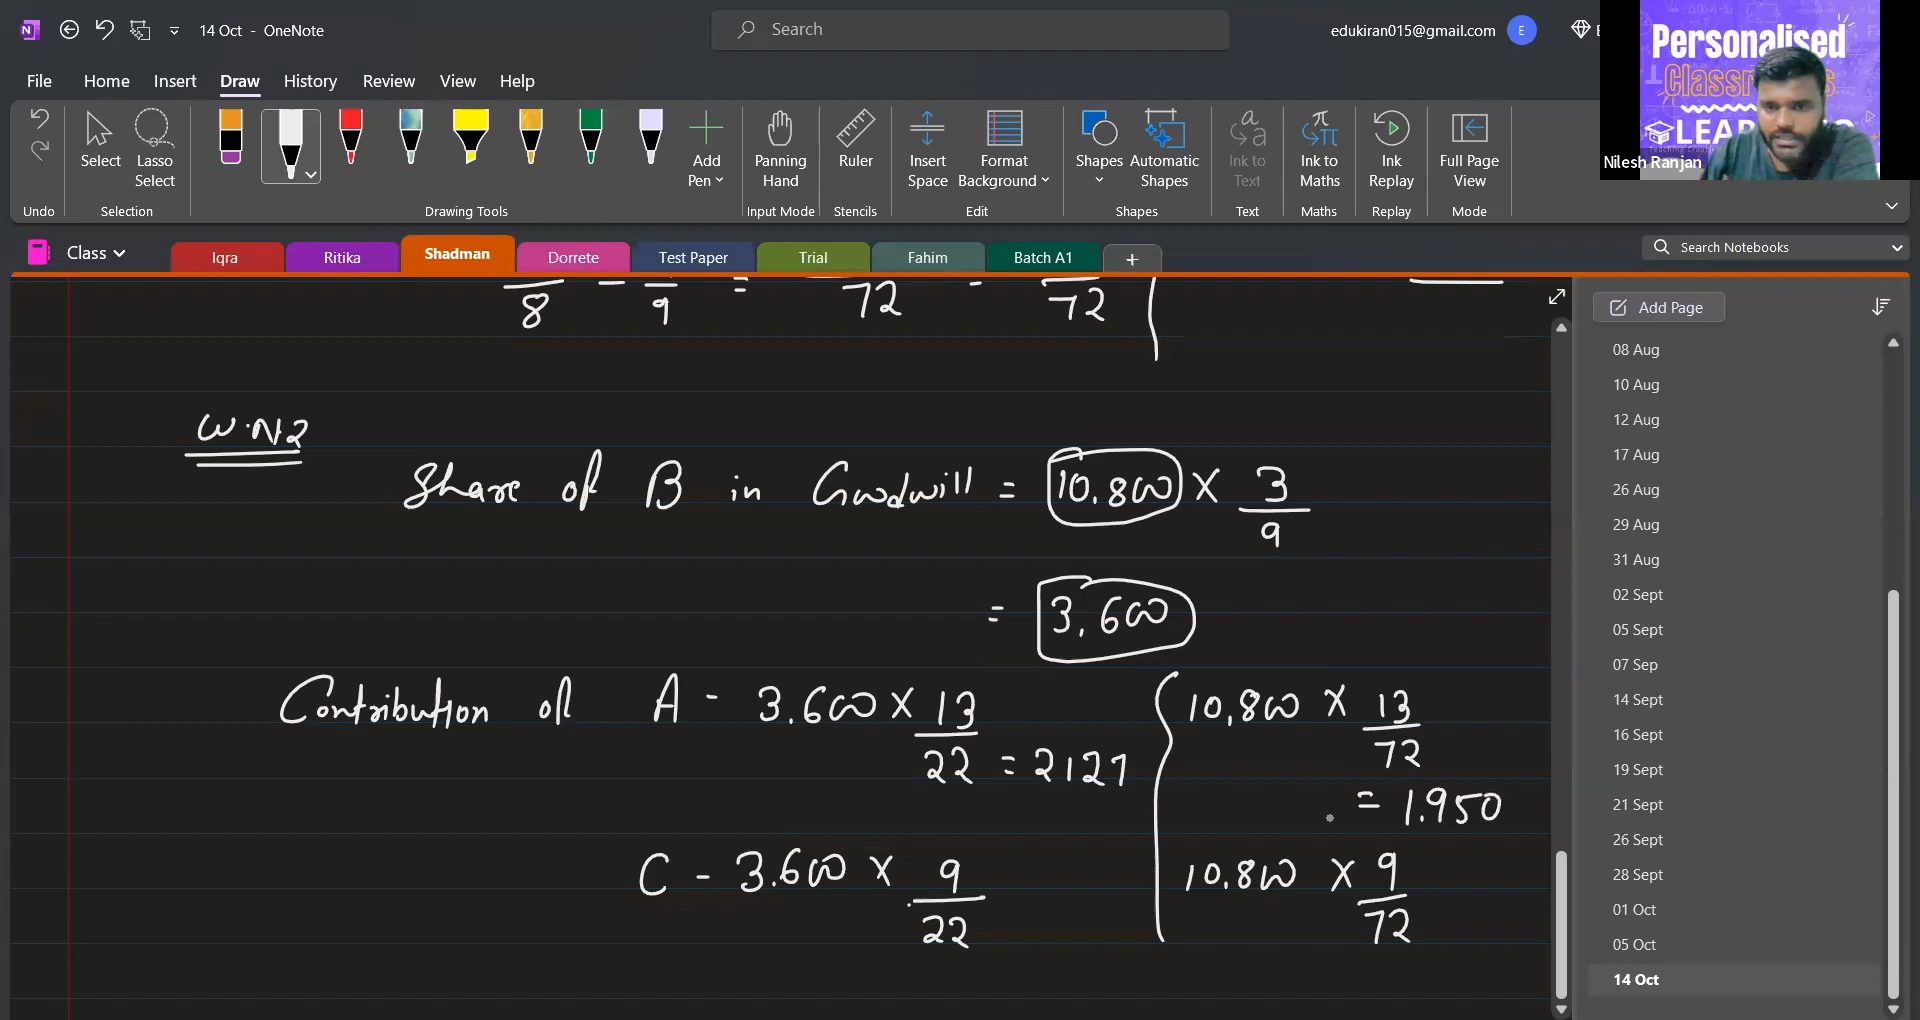 14 Oct - OneNote
Search
edukiran015@gmail.com
E
Personalised
Classrooms
LEAR
Nilesh Ranjan
File Home Insert Draw History Review View Help
Select
Lasso Select
Add Pen
Panning Hand
Ruler
Insert Space
Format Background
Shapes
Automatic Shapes
Ink to Text
Ink to Maths
Ink Replay
Full Page View
Undo Selection Drawing Tools Input Mode Stencils Edit Shapes Text Maths Replay Mode
Class
Iqra Ritika Shadman Dorrete Test Paper Trial Fahim Batch A1 +
Search Notebooks
Add Page
08 Aug
10 Aug
12 Aug
17 Aug
26 Aug
29 Aug
31 Aug
02 Sept
05 Sept
07 Sep
14 Sept
16 Sept
19 Sept
21 Sept
26 Sept
28 Sept
01 Oct
05 Oct
14 Oct
8 - 9 = 72 - 72
W.N2
Share of B in Goodwill = 10,800 X 3/9
= 3,600
Contribution of A - 3.600 X 13/22 = 2127
10,800 X 13/72
= 1.950
C - 3.600 X 9/22
10.800 X 9/72